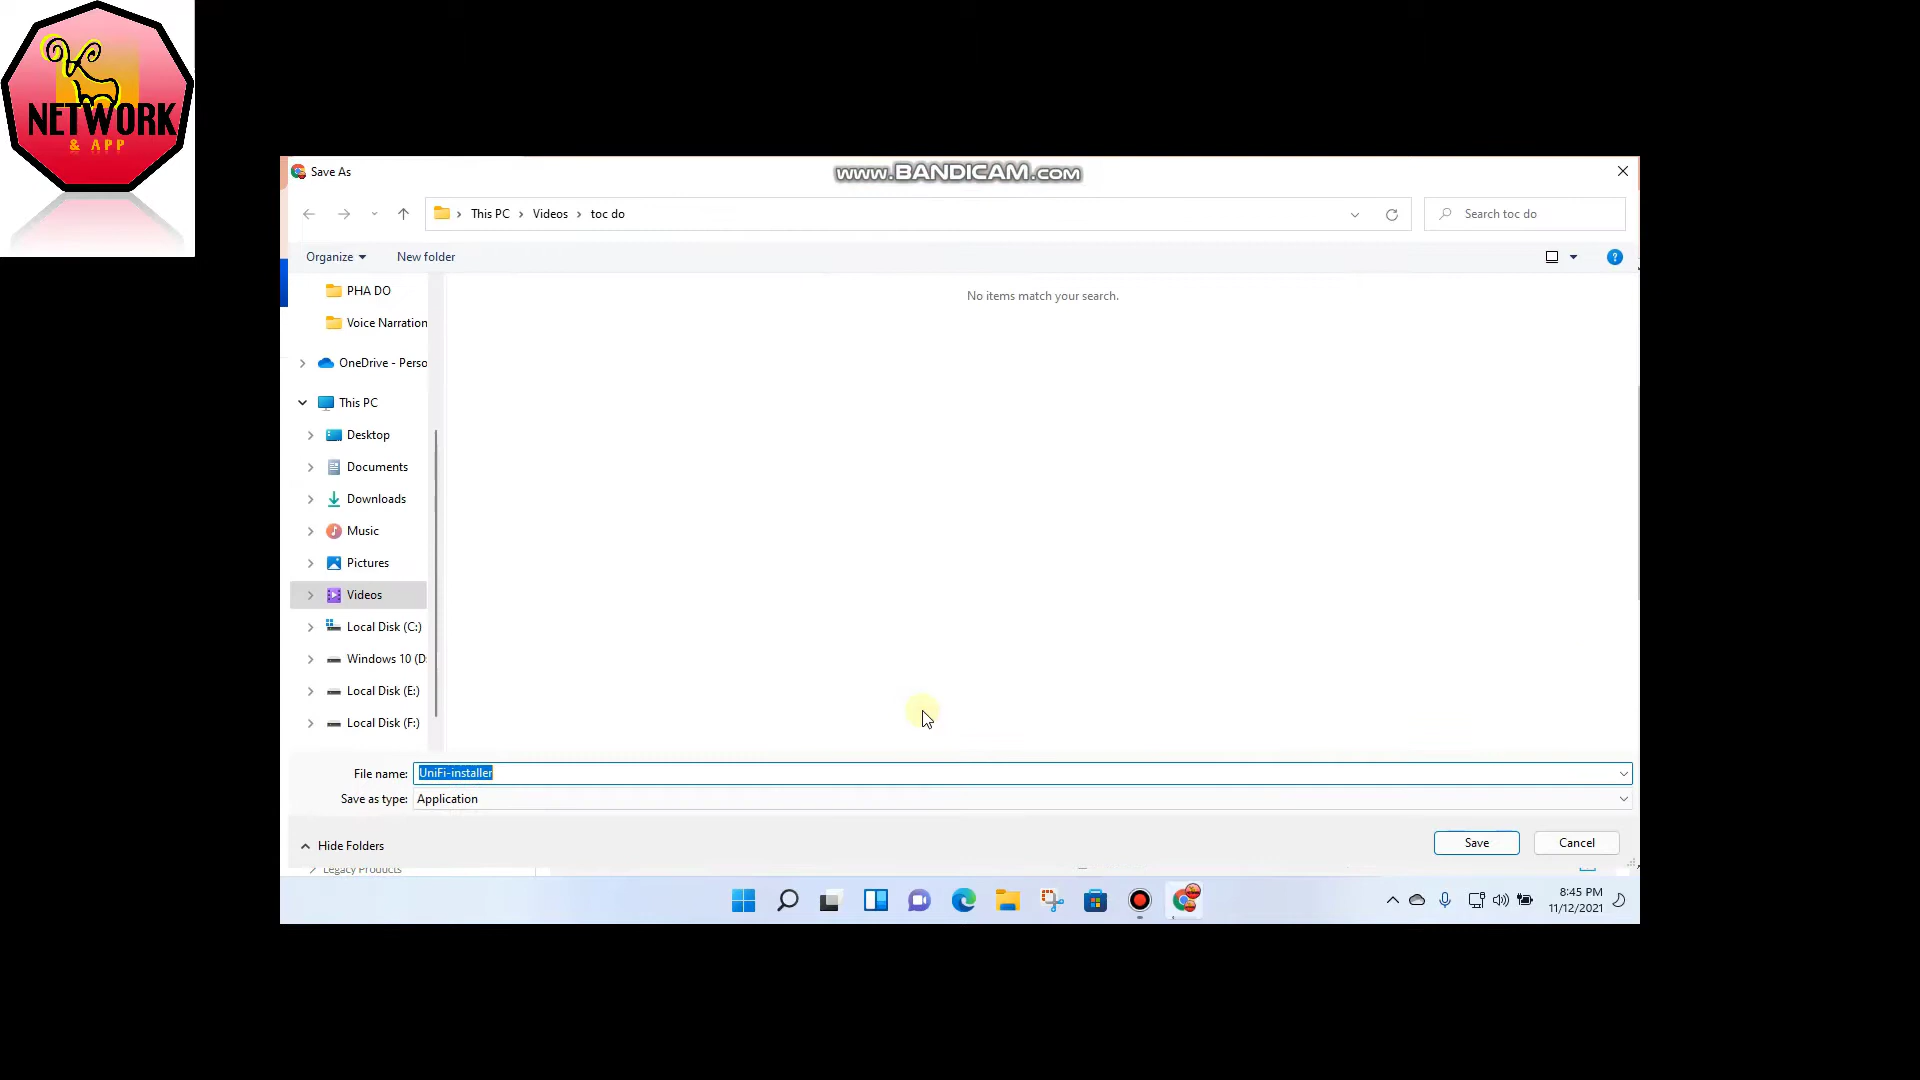 NETWORK
& APP
Save As
www.BANDICAM.com
This PC
Videos
toc do
Search toc do
Organize
New folder
PHA DO
No items match your search.
Voice Narration
OneDrive - Perso
This PC
Desktop
Documents
Downloads
Music
Pictures
Videos
Local Disk (C:)
Windows 10 (D:
Local Disk (E:)
Local Disk (F:)
File name: UniFi-installer
Save as type: Application
Hide Folders
Save
Cancel
Legacy Products
8:45 PM
11/12/2021